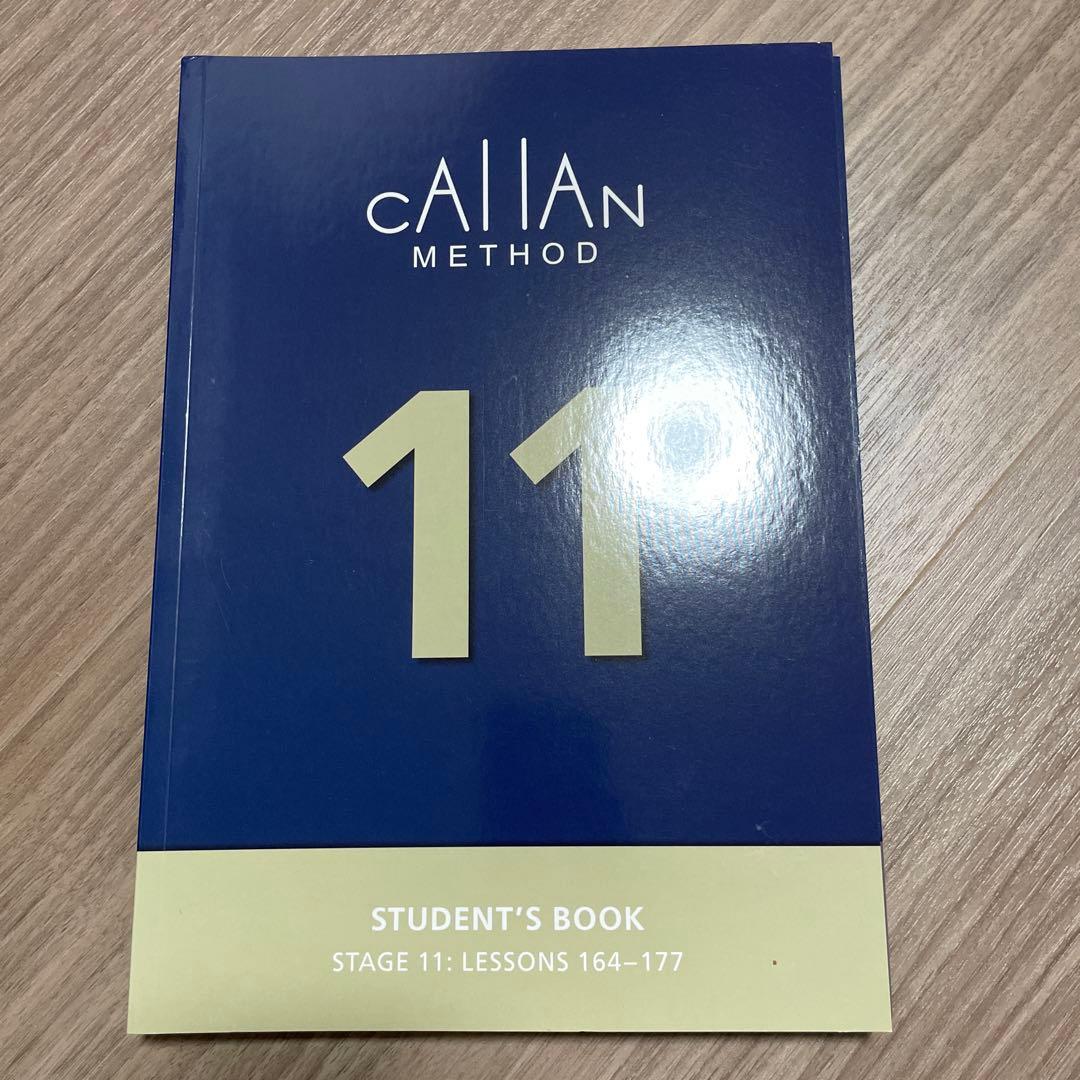 CALLAN
METHOD
11
STUDENT'S BOOK
STAGE 11: LESSONS 164–177